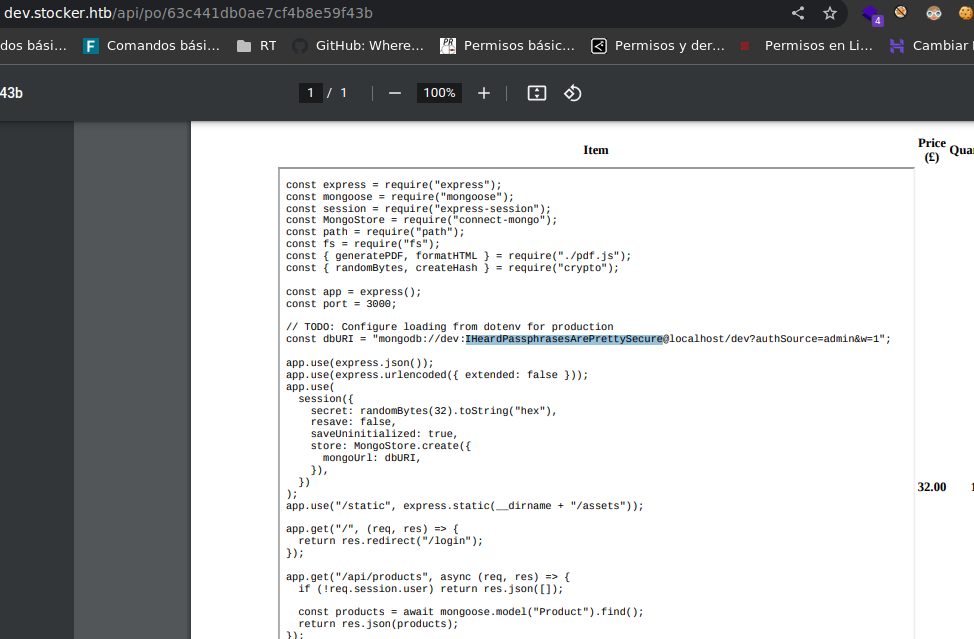 dev.stocker.htb/api/po/63c441db0ae7cf4b8e59f43b
4
dos bási... F Comandos bási... RT GitHub: Where... PR Permisos básic... Permisos y der... Permisos en Li... Cambiar
43b 1 / 1 — 100% +
Item Price (£) Quan
const express = require("express");
const mongoose = require("mongoose");
const session = require("express-session");
const MongoStore = require("connect-mongo");
const path = require("path");
const fs = require("fs");
const { generatePDF, formatHTML } = require("./pdf.js");
const { randomBytes, createHash } = require("crypto");
const app = express();
const port = 3000;
// TODO: Configure loading from dotenv for production
const dbURI = "mongodb://dev:IHeardPassphrasesArePrettySecure@localhost/dev?authSource=admin&w=1";
app.use(express.json());
app.use(express.urlencoded({ extended: false }));
app.use(
  session({
    secret: randomBytes(32).toString("hex"),
    resave: false,
    saveUninitialized: true,
    store: MongoStore.create({
      mongoUrl: dbURI,
    }),
  })
32.00 1
);
app.use("/static", express.static(__dirname + "/assets"));
app.get("/", (req, res) => {
  return res.redirect("/login");
});
app.get("/api/products", async (req, res) => {
  if (!req.session.user) return res.json([]);
  const products = await mongoose.model("Product").find();
  return res.json(products);
});